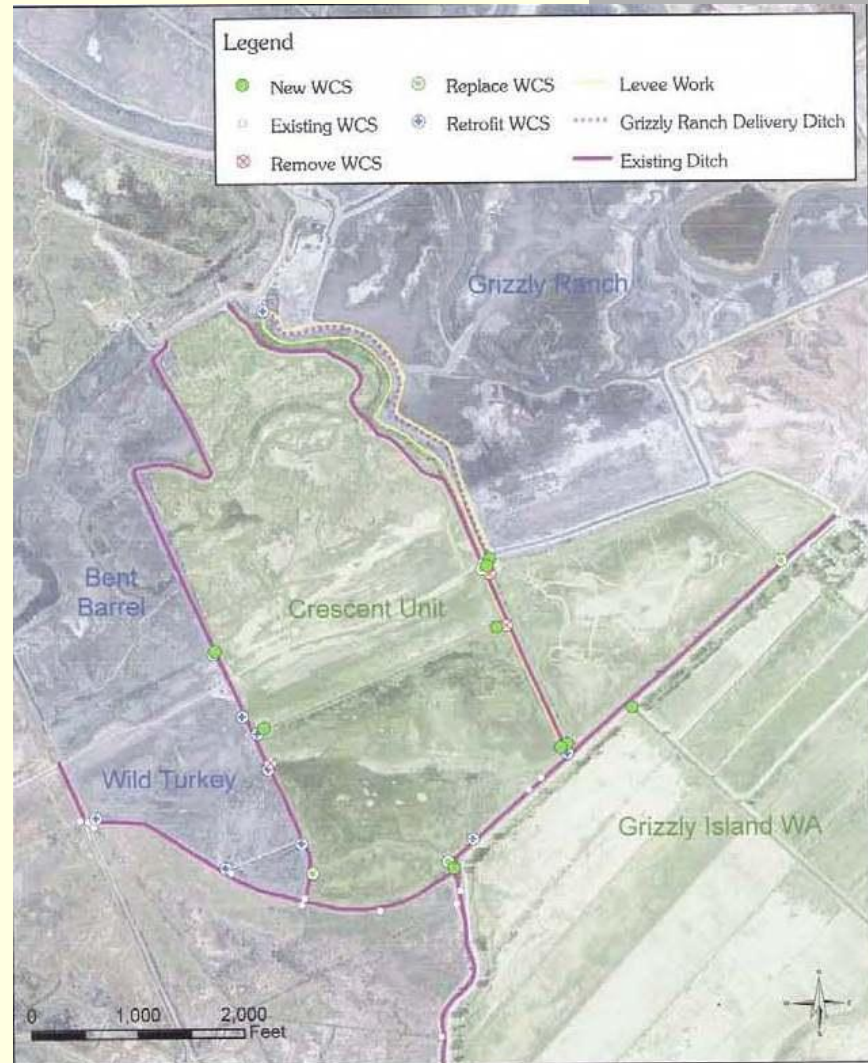 Legend
New WCS
Replace WCS
Levee Work
Existing WCS
Retrofit WCS
Grizzly Ranch Delivery Ditch
Remove WCS
Existing Ditch
Grizzly Ranch
Bent
Barrel
Crescent Unit
Wild Turkey
Grizzly Island WA
0 1,000 2,000
Feet